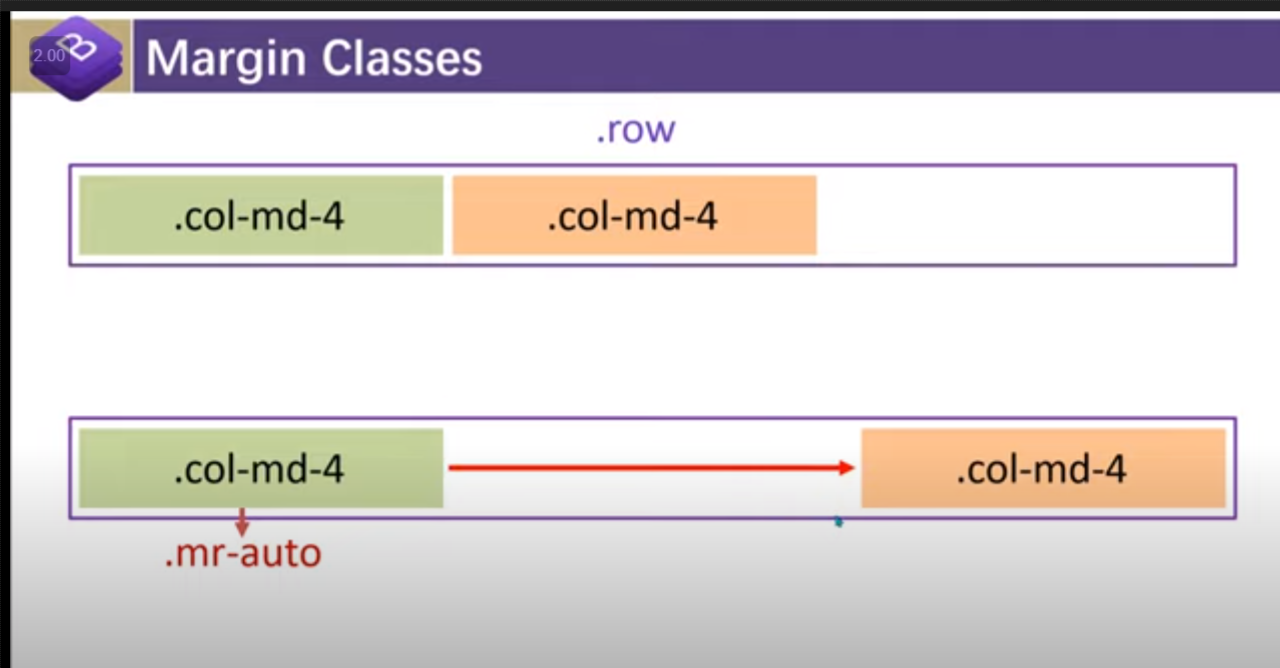 2.00
Margin Classes
.row
.col-md-4 .col-md-4
.col-md-4 .col-md-4
.mr-auto